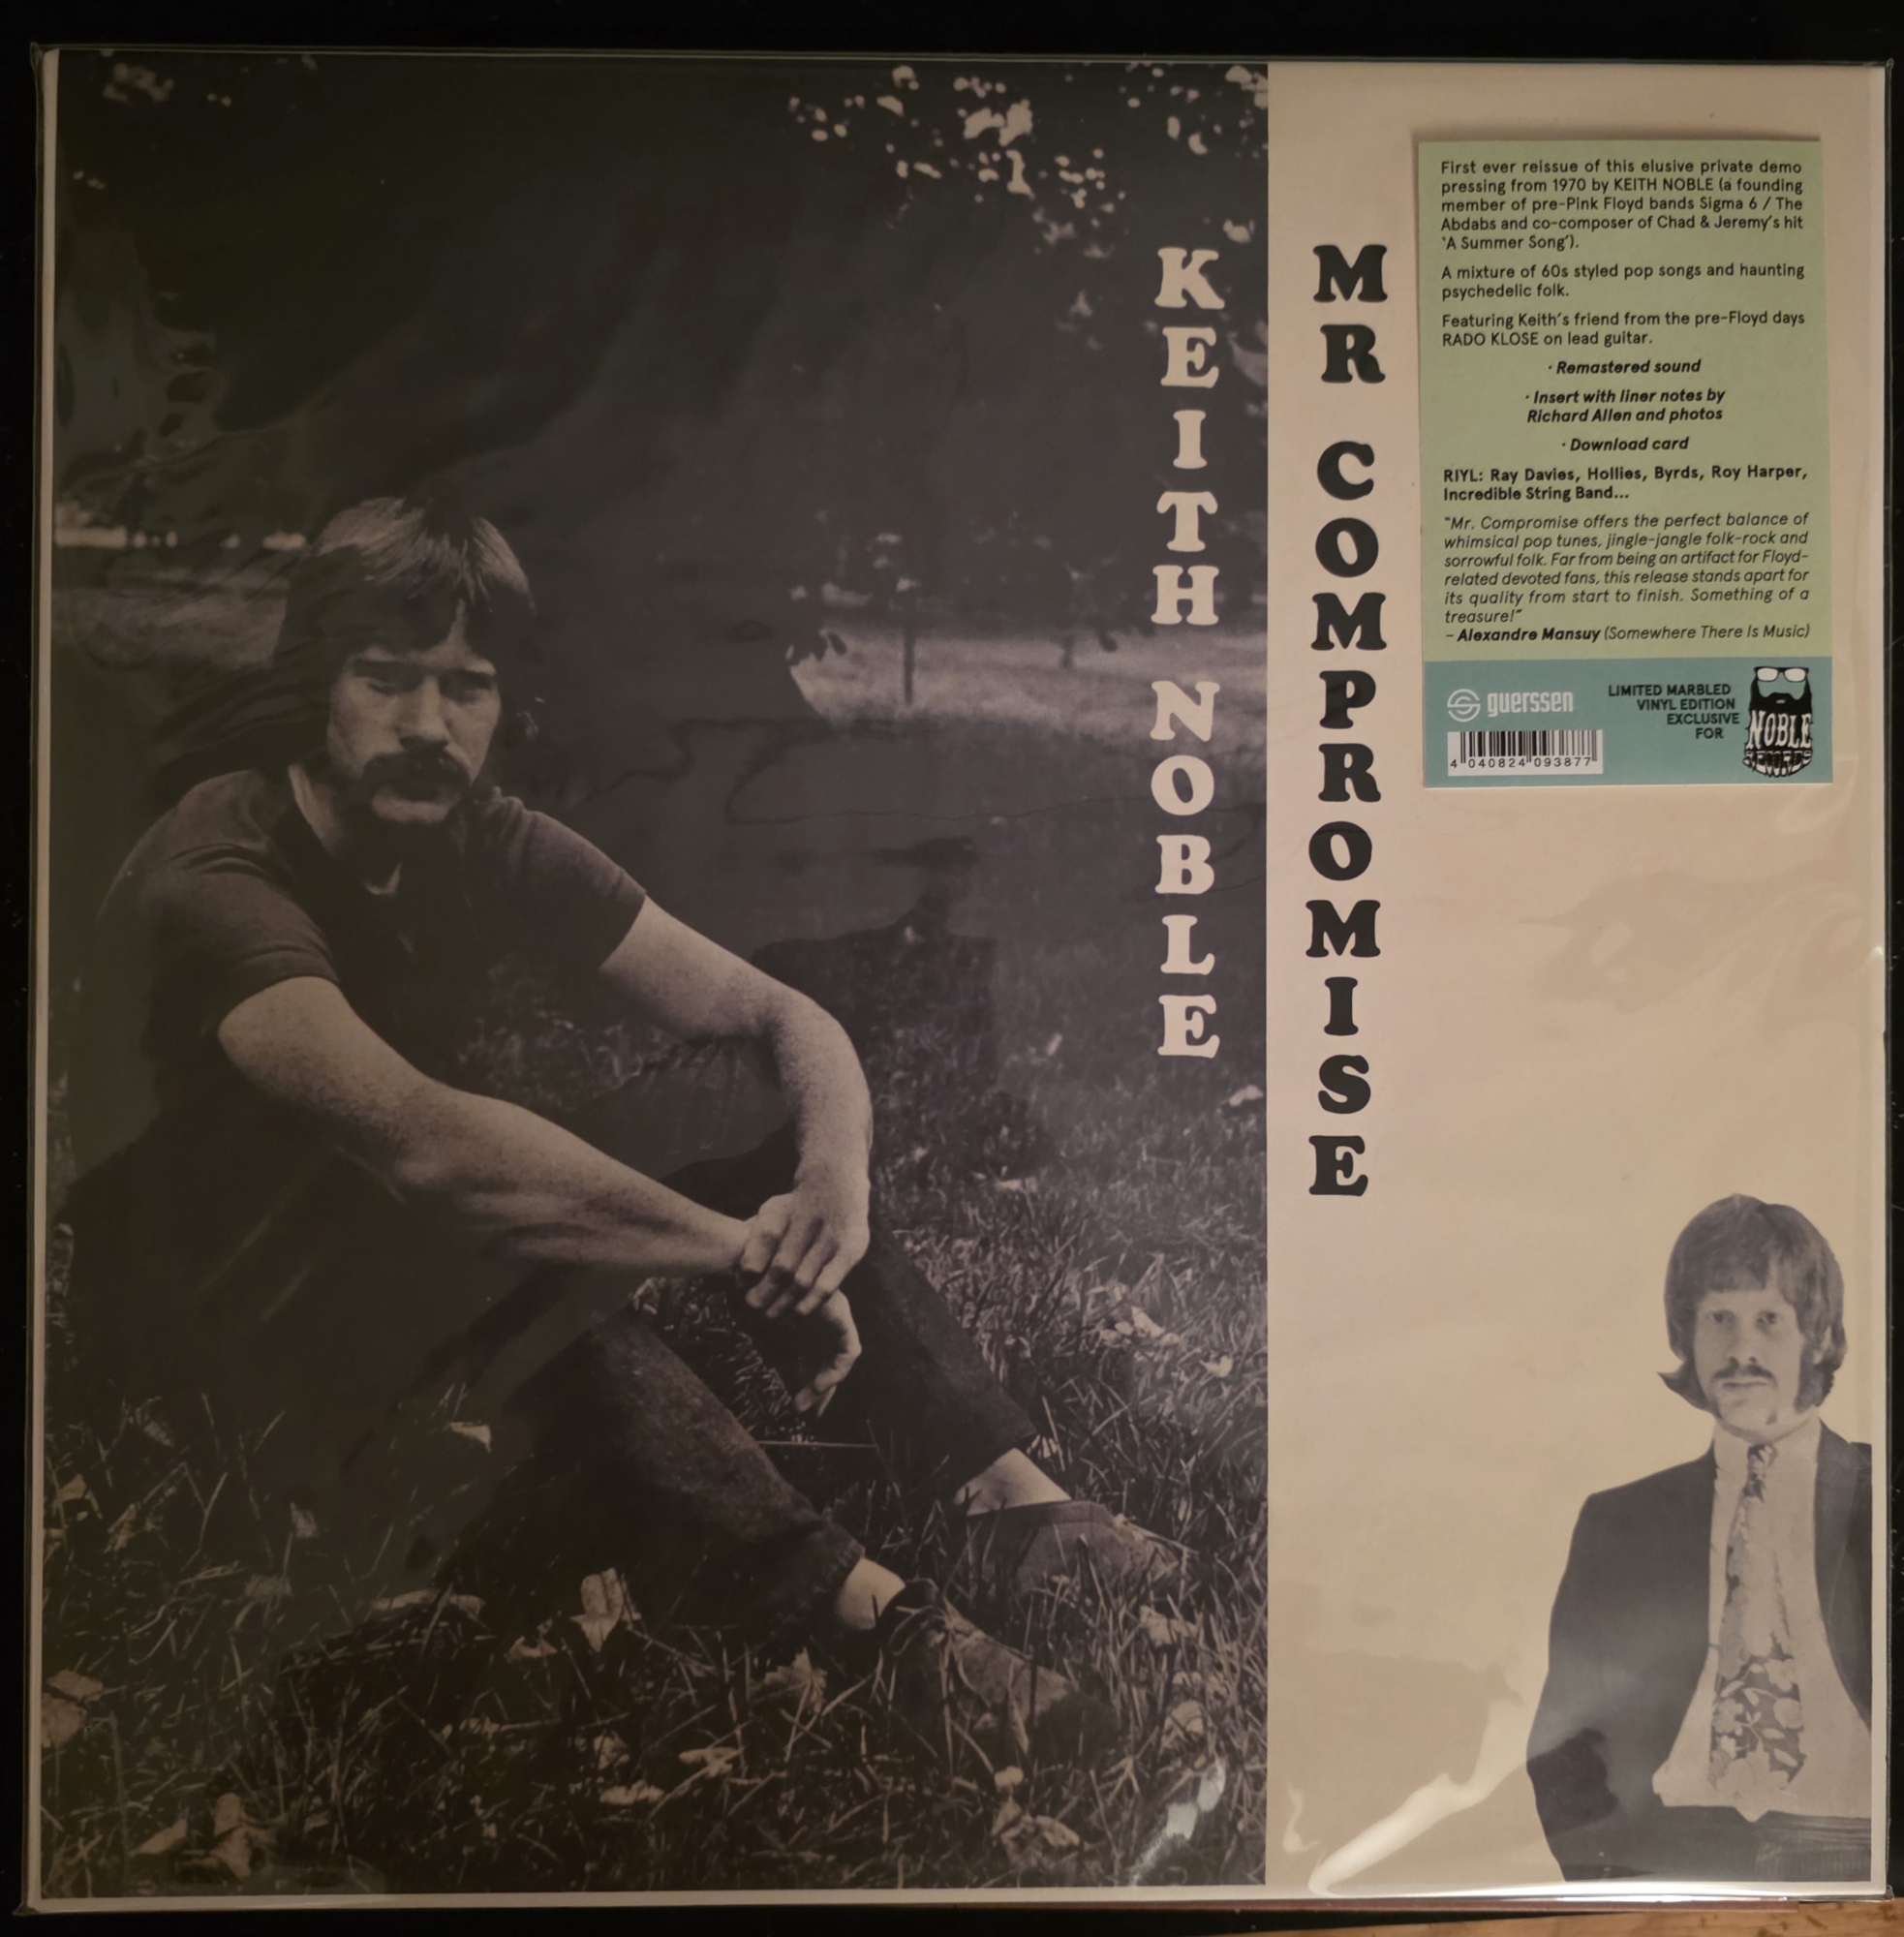 KEITH NOBLE
MR COMPROMISE
First ever reissue of this elusive private demo
pressing from 1970 by KEITH NOBLE (a founding
member of pre-Pink Floyd bands Sigma 6 / The
Abdabs and co-composer of Chad & Jeremy's hit
'A Summer Song').
A mixture of 60s styled pop songs and haunting
psychedelic folk.
Featuring Keith's friend from the pre-Floyd days
RADO KLOSE on lead guitar.
· Remastered sound
· Insert with liner notes by
Richard Allen and photos
· Download card
RIYL: Ray Davies, Hollies, Byrds, Roy Harper,
Incredible String Band...
"Mr. Compromise offers the perfect balance of
whimsical pop tunes, jingle-jangle folk-rock and
sorrowful folk. Far from being an artifact for Floyd-
related devoted fans, this release stands apart for
its quality from start to finish. Something of a
treasure!"
– Alexandre Mansuy (Somewhere There Is Music)
guerssen
4 040824 093877
LIMITED MARBLED
VINYL EDITION
EXCLUSIVE
FOR
NOBLE
RECORDS